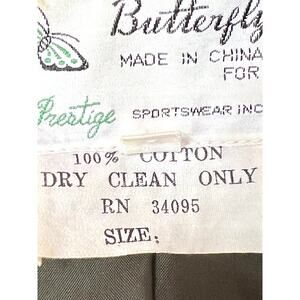 Butterfly
MADE IN CHINA
FOR
Prestige SPORTSWEAR INC
100% COTTON
DRY CLEAN ONLY
RN 34095
SIZE: